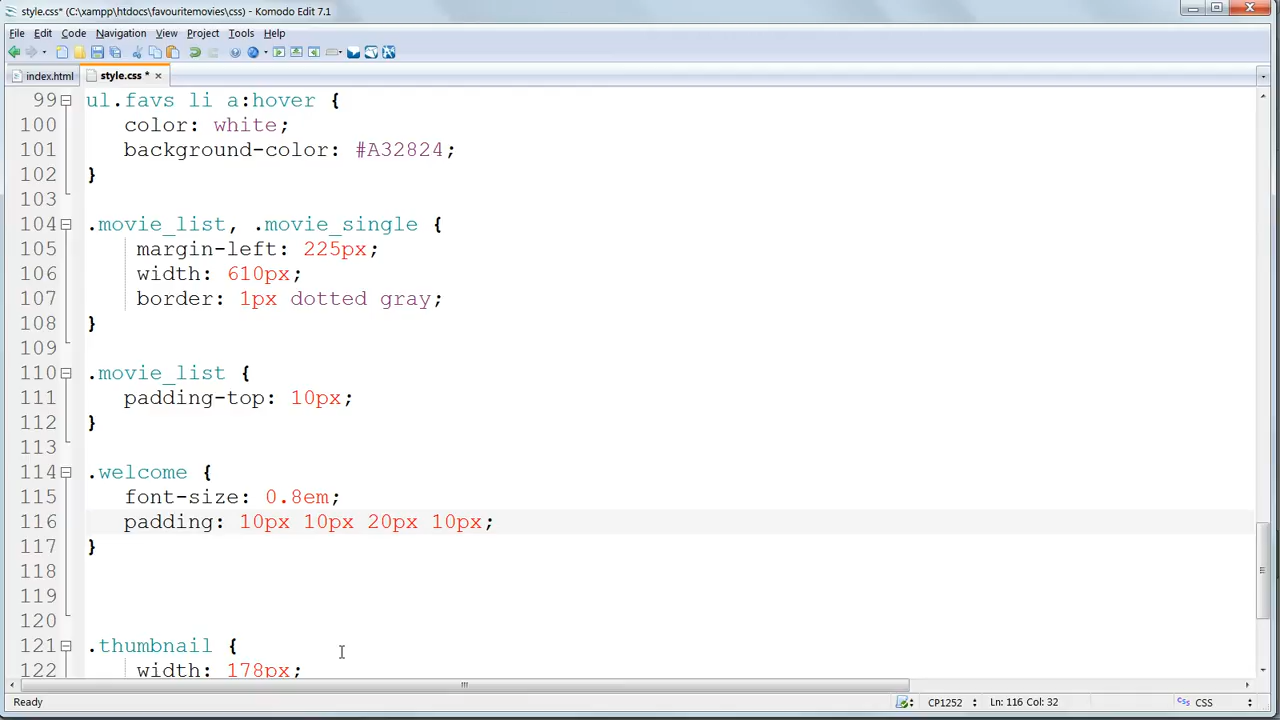 style.css* (C:\xampp\htdocs\favouritemovies\css) - Komodo Edit 7.1
File Edit Code Navigation View Project Tools Help
index.html style.css *
99 ul.favs li a:hover {
100 color: white;
101 background-color: #A32824;
102 }
103
104 .movie_list, .movie_single {
105 margin-left: 225px;
106 width: 610px;
107 border: 1px dotted gray;
108 }
109
110 .movie_list {
111 padding-top: 10px;
112 }
113
114 .welcome {
115 font-size: 0.8em;
116 padding: 10px 10px 20px 10px;
117 }
118
119
120
121 .thumbnail {
122 width: 178px;
Ready CP1252 Ln: 116 Col: 32 CSS